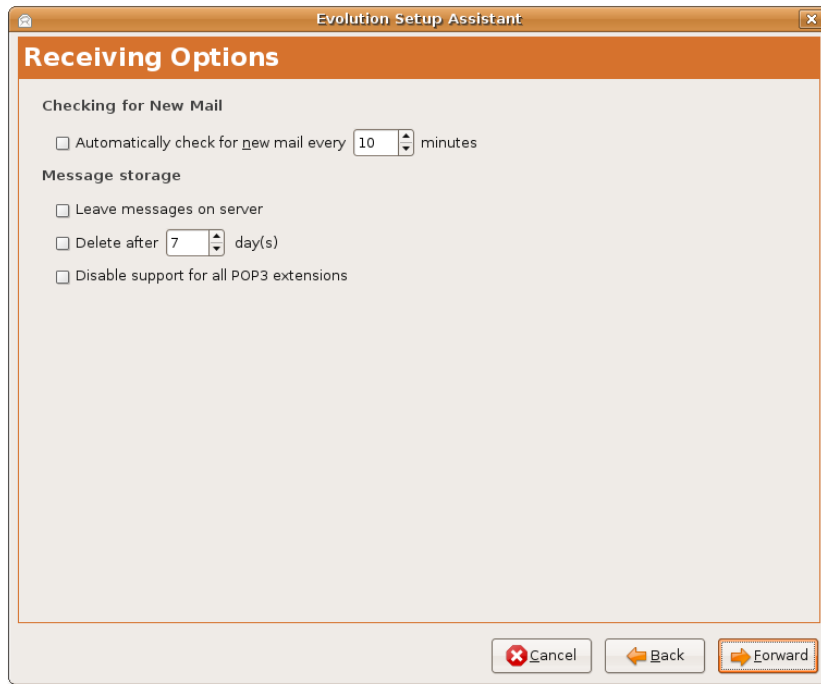 Evolution Setup Assistant
Receiving Options
Checking for New Mail
Automatically check for new mail every 10 minutes
Message storage
Leave messages on server
Delete after 7 day(s)
Disable support for all POP3 extensions
Cancel Back Forward